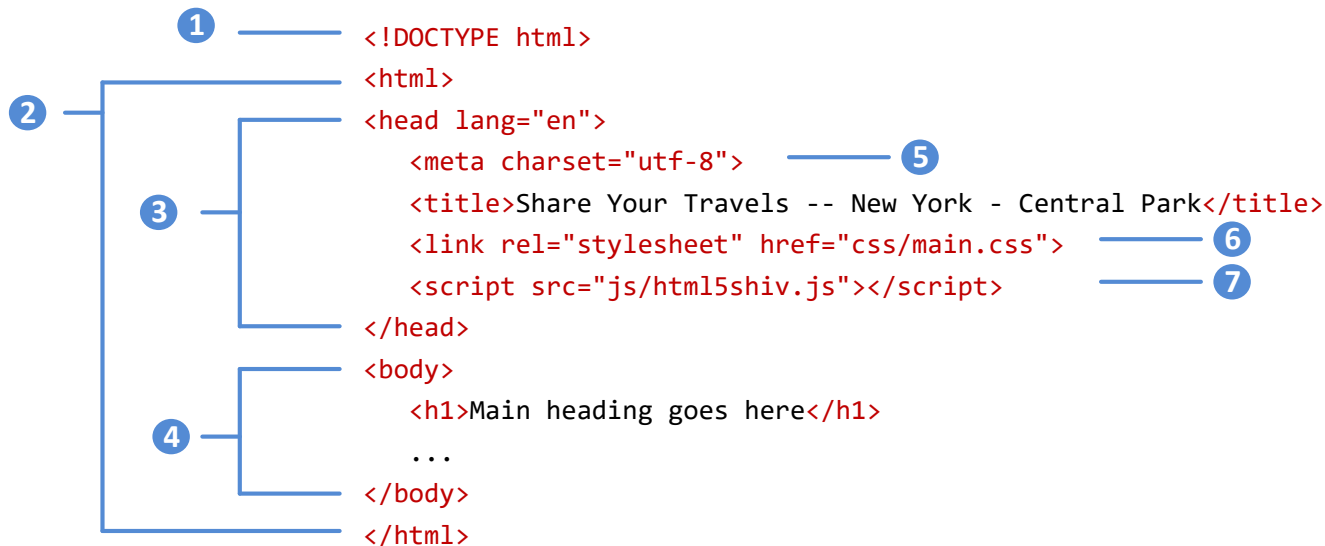 1 <!DOCTYPE html>
<html>
2 <head lang="en">
<meta charset="utf-8"> 5
3 <title>Share Your Travels -- New York - Central Park</title>
<link rel="stylesheet" href="css/main.css"> 6
<script src="js/html5shiv.js"></script> 7
</head>
<body>
<h1>Main heading goes here</h1>
4
...
</body>
</html>